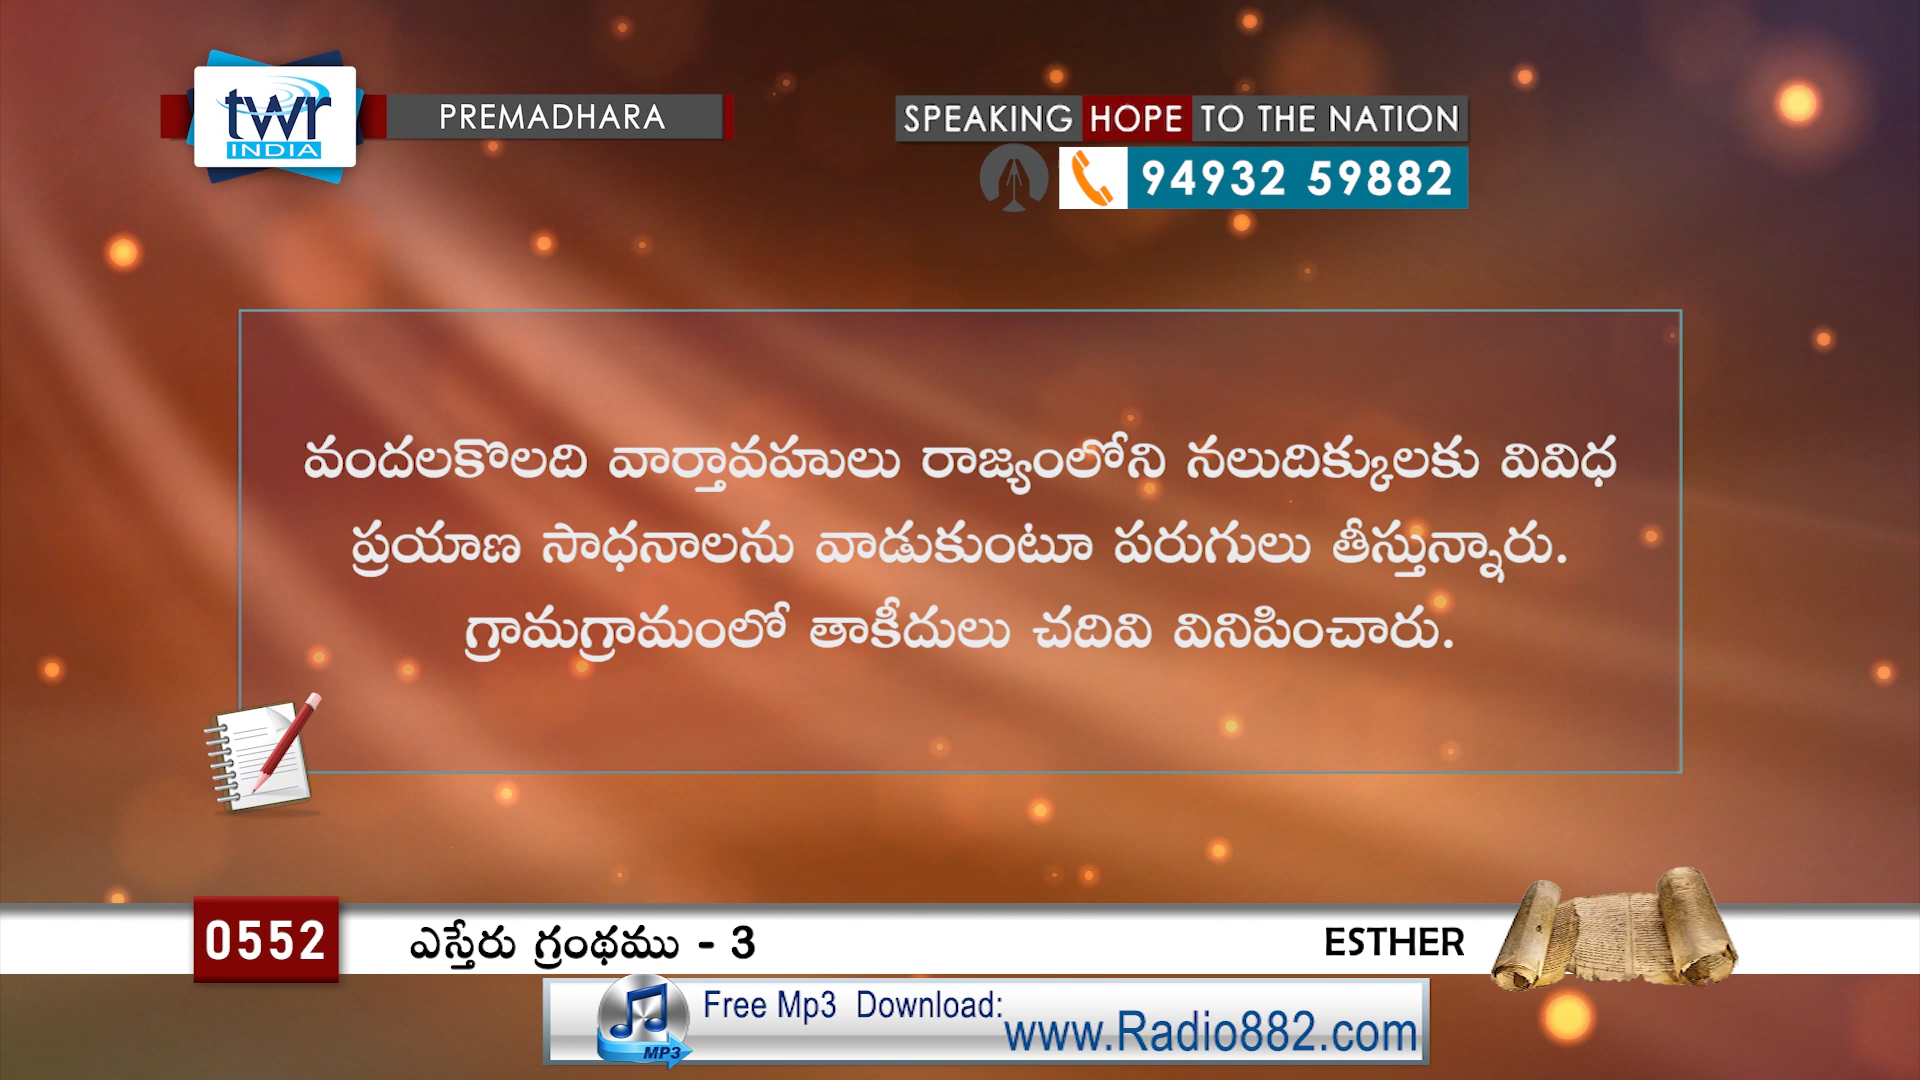 twr
INDIA
PREMADHARA
SPEAKING HOPE TO THE NATION
94932 59882
వందలకొలది వార్తావహులు రాజ్యంలోని నలుదిక్కులకు వివిధ
ప్రయాణ సాధనాలను వాడుకుంటూ పరుగులు తీస్తున్నారు.
గ్రామగ్రామంలో తాకీదులు చదివి వినిపించారు.
0552
ఎస్తేరు గ్రంథము - 3
ESTHER
Free Mp3 Download:
www.Radio882.com
MP3